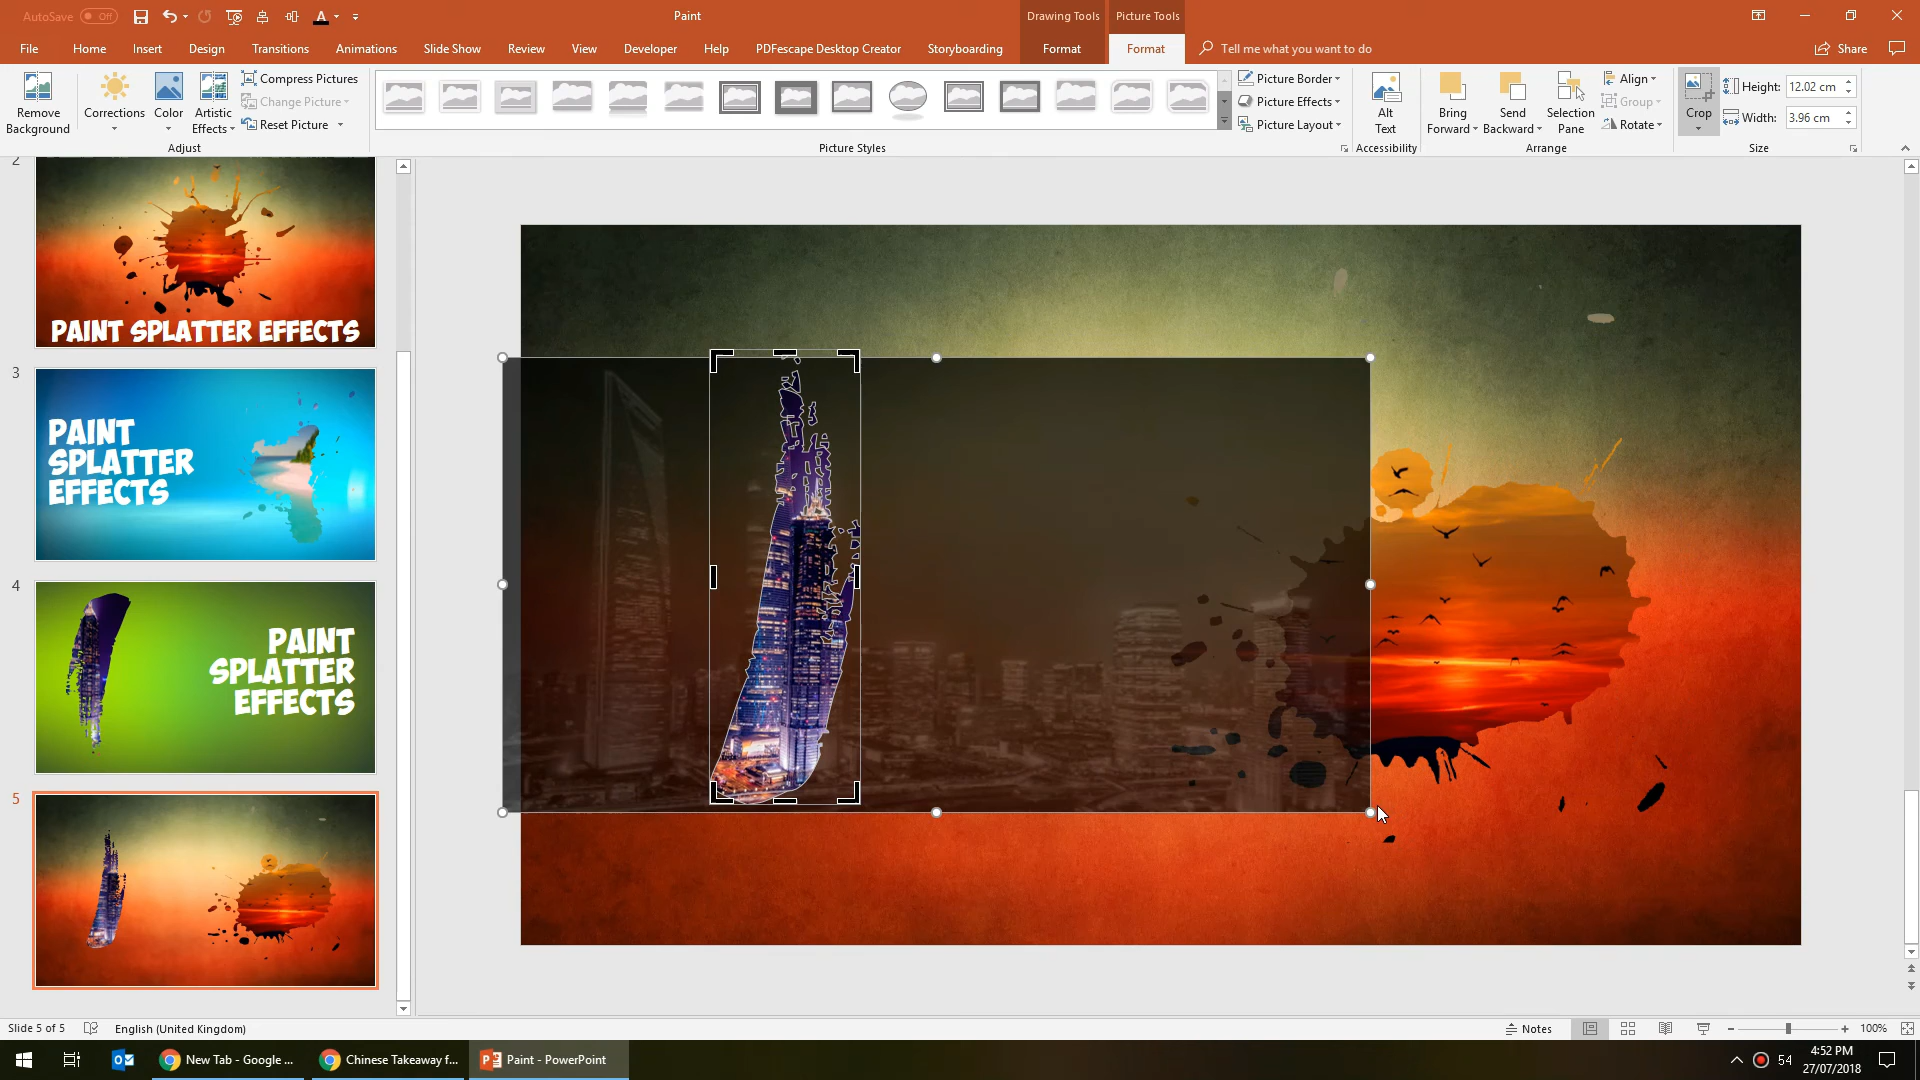 AutoSave Off
Paint
Drawing Tools
Picture Tools
File
Home
Insert
Design
Transitions
Animations
Slide Show
Review
View
Developer
Help
PDFescape Desktop Creator
Storyboarding
Format
Format
Tell me what you want to do
Share
Remove
Background
Corrections
Color
Artistic
Effects
Compress Pictures
Change Picture
Reset Picture
Picture Border
Picture Effects
Picture Layout
Alt
Text
Bring
Forward
Send
Backward
Selection
Pane
Align
Group
Rotate
Crop
Height: 12.02 cm
Width: 3.96 cm
Adjust
Picture Styles
Accessibility
Arrange
Size
2
PAINT SPLATTER EFFECTS
3
PAINT
SPLATTER
EFFECTS
4
PAINT
SPLATTER
EFFECTS
5
Slide 5 of 5
English (United Kingdom)
Notes
100%
New Tab - Google ...
Chinese Takeaway f...
Paint - PowerPoint
54
4:52 PM
27/07/2018